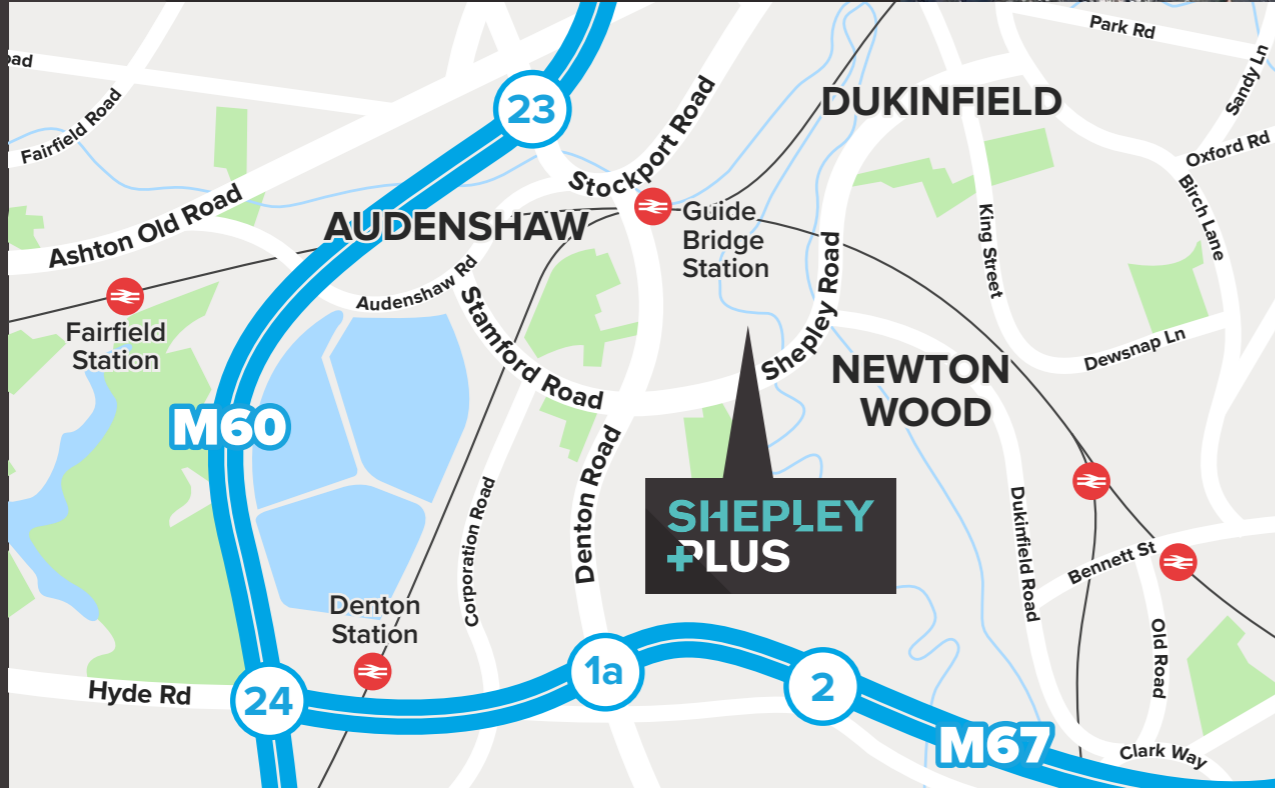 Park Rd
oad
Sandy Ln
Fairfield Road
23
Stockport Road
DUKINFIELD
Oxford Rd
Birch Lane
Ashton Old Road
AUDENSHAW
Guide
Bridge
Station
King Street
Audenshaw Rd
Fairfield
Station
Stamford Road
Shepley Road
Dewsnap Ln
NEWTON
WOOD
M60
Denton Road
Corporation Road
SHEPLEY
+PLUS
Dukinfield Road
Bennett St
Denton
Station
Old Road
Hyde Rd
24
1a
2
M67
Clark Way